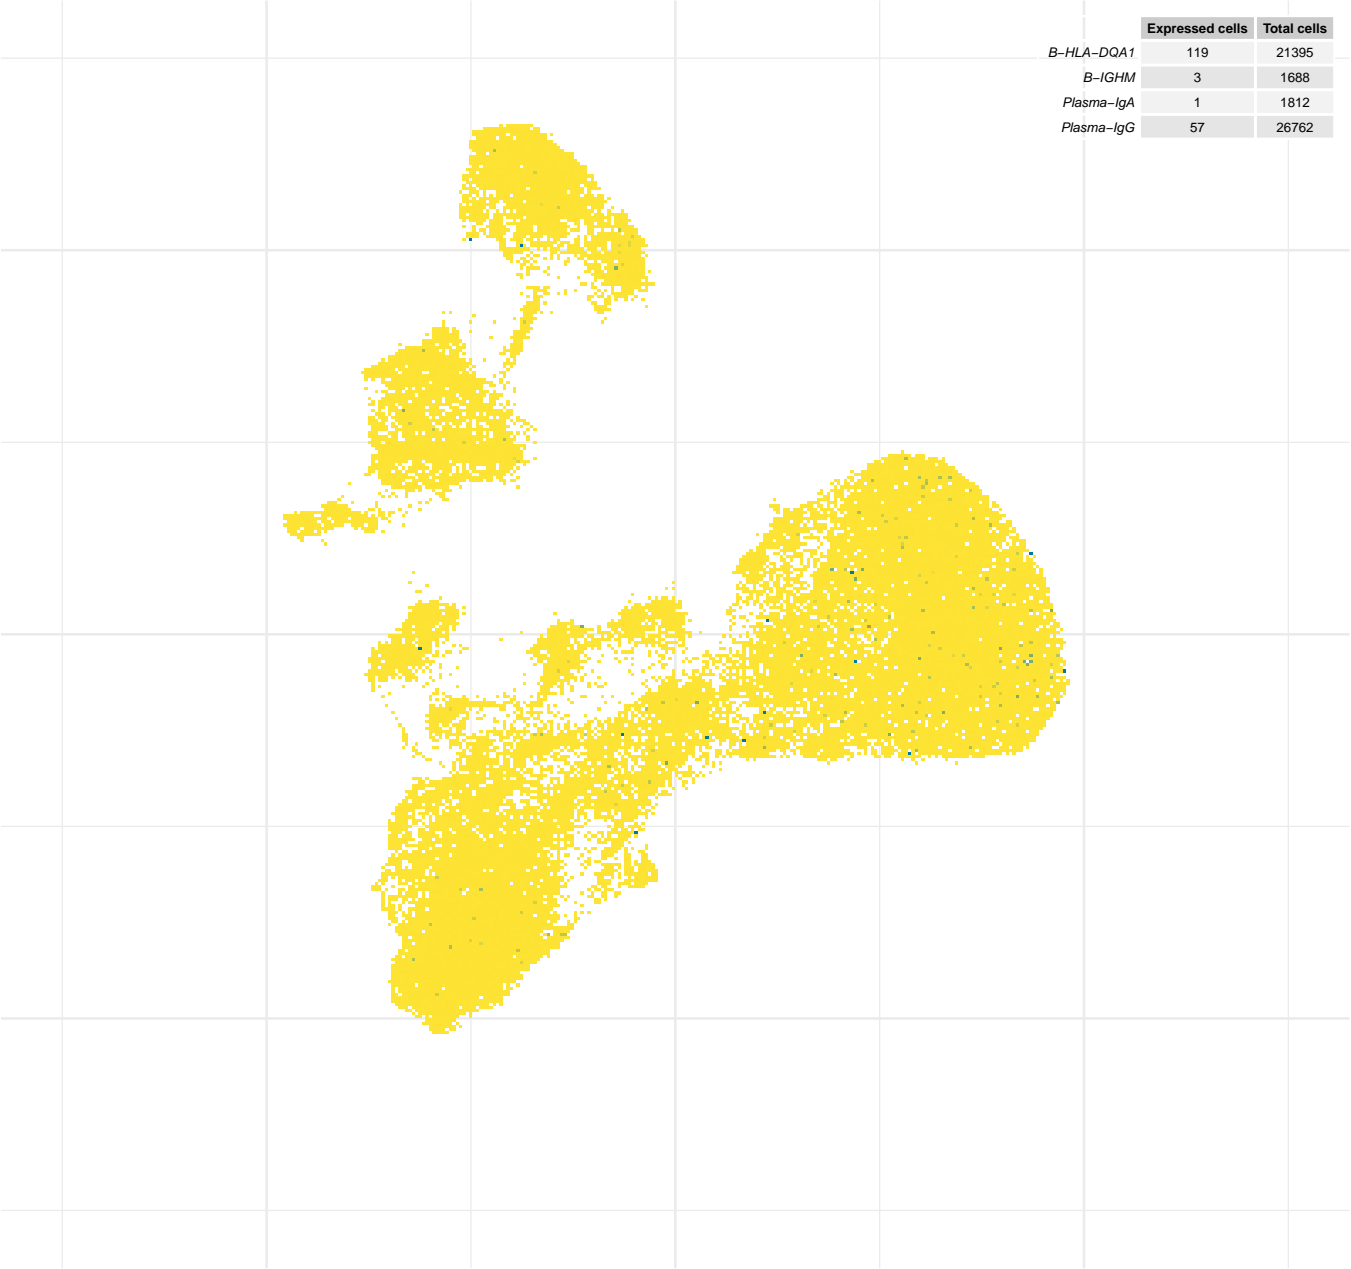 Expressed cells Total cells
B−HLA−DQA1 119 21395
B−IGHM 3 1688
Plasma−IgA 1 1812
Plasma−IgG 57 26762